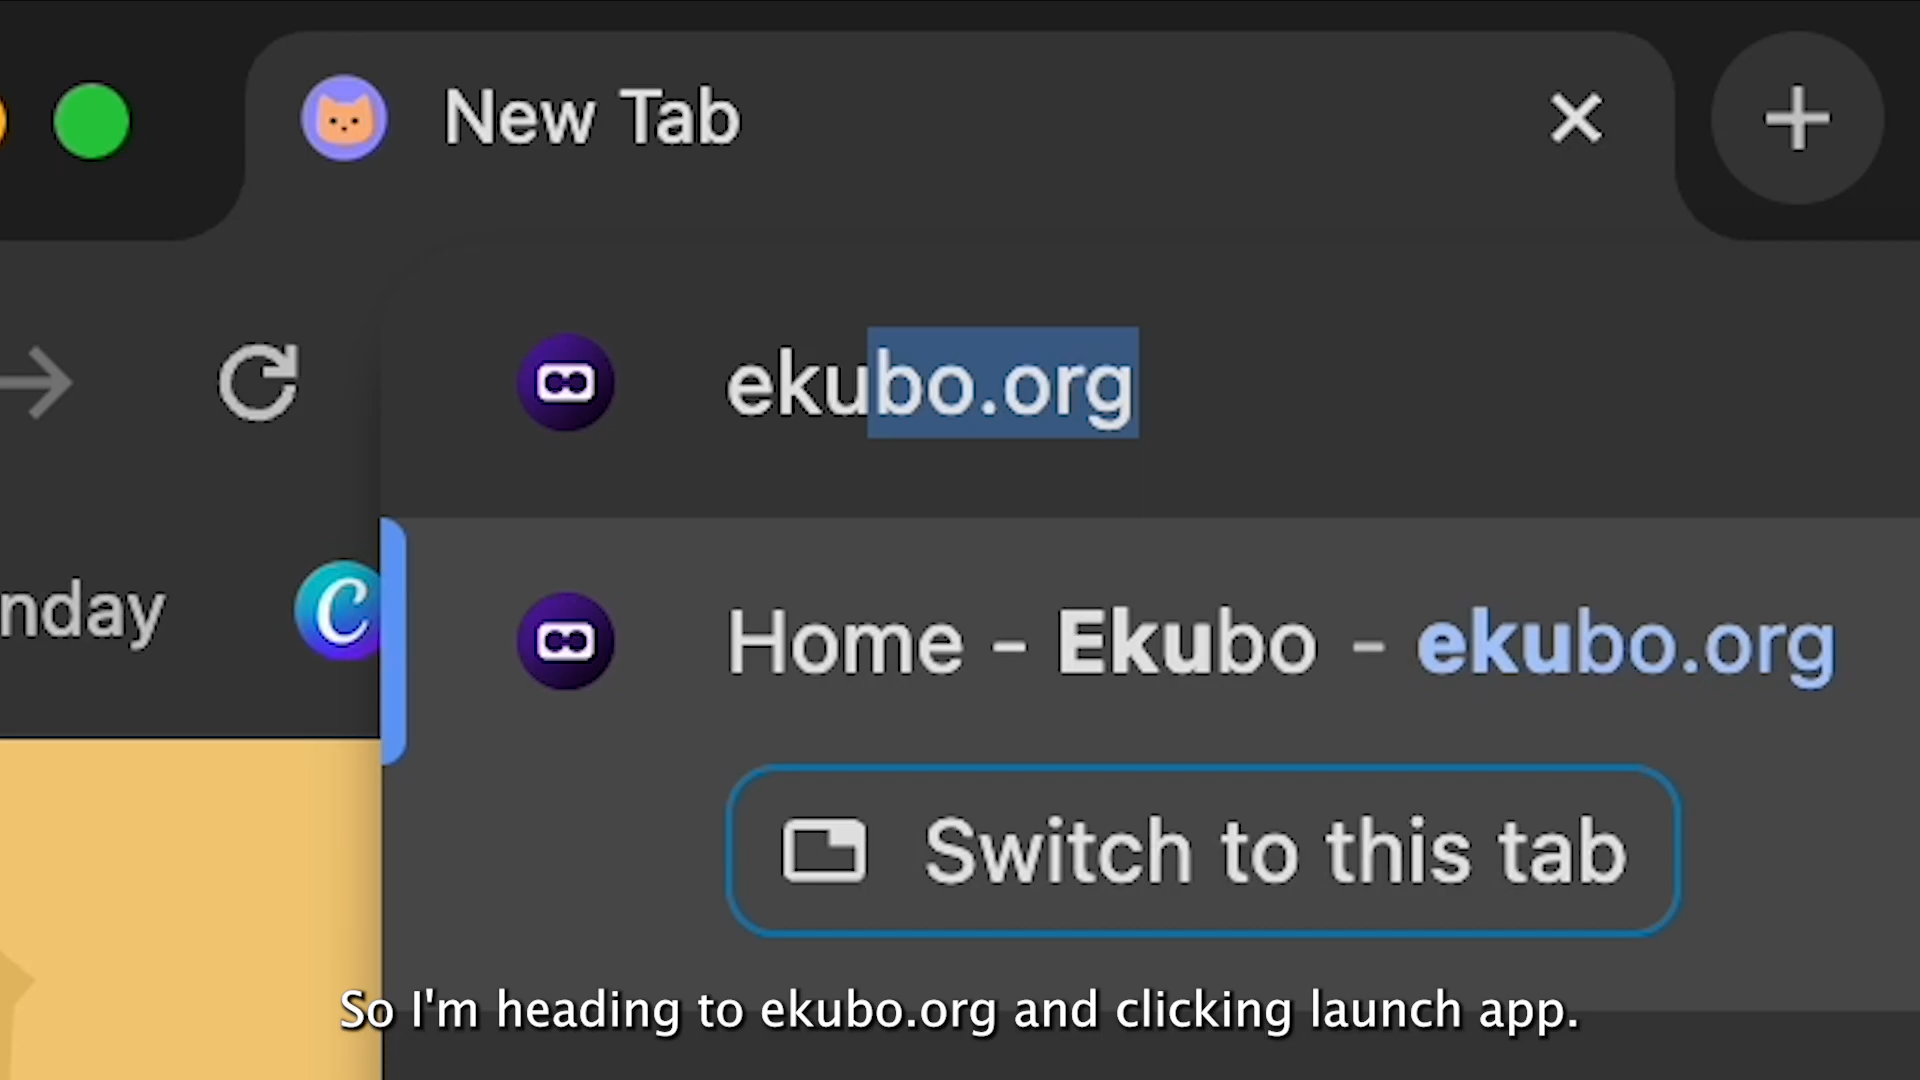 New Tab
ekubo.org
nday
Home - Ekubo - ekubo.org
Switch to this tab
So I'm heading to ekubo.org and clicking launch app.